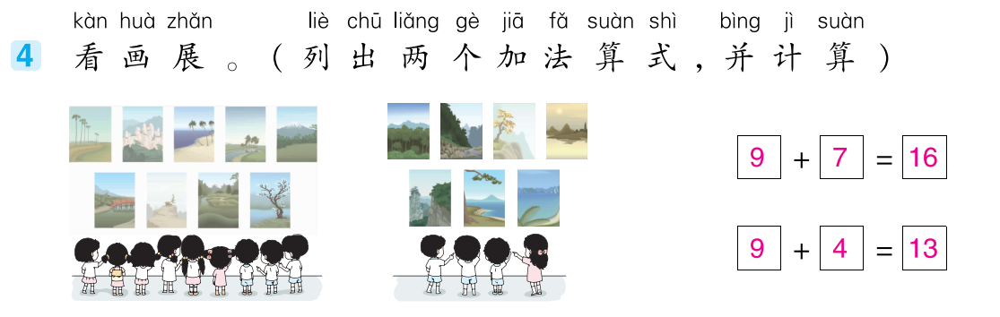 kàn huà zhǎn liè chū liǎng gè jiā fǎ suàn shì bìng jì suàn
4 看画展。(列出两个加法算式,并计算)
9 + 7 = 16
9 + 4 = 13